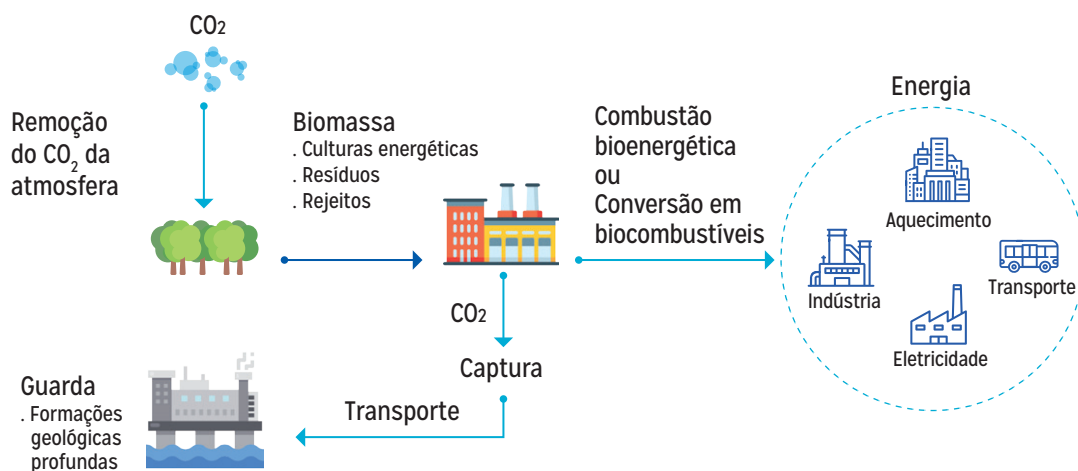 CO₂
Remoção
do CO₂ da
atmosfera
Biomassa
. Culturas energéticas
. Resíduos
. Rejeitos
Combustão
bioenergética
ou
Conversão em
biocombustíveis
Energia
Aquecimento
Indústria
Transporte
Eletricidade
CO₂
Captura
Transporte
Guarda
. Formações
geológicas
profundas